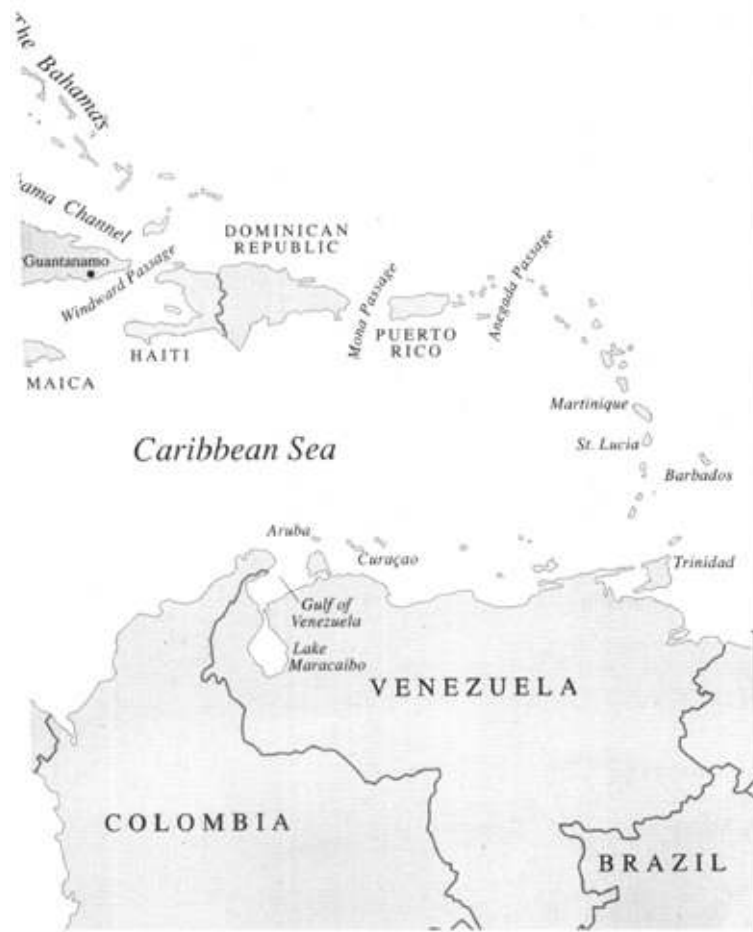 The Bahamas
ama Channel
Guantanamo
Windward Passage
DOMINICAN
REPUBLIC
HAITI
MAICA
Mona Passage
PUERTO
RICO
Anegada Passage
Martinique
St. Lucia
Barbados
Caribbean Sea
Aruba
Curaçao
Trinidad
Gulf of
Venezuela
Lake
Maracaibo
VENEZUELA
COLOMBIA
BRAZIL